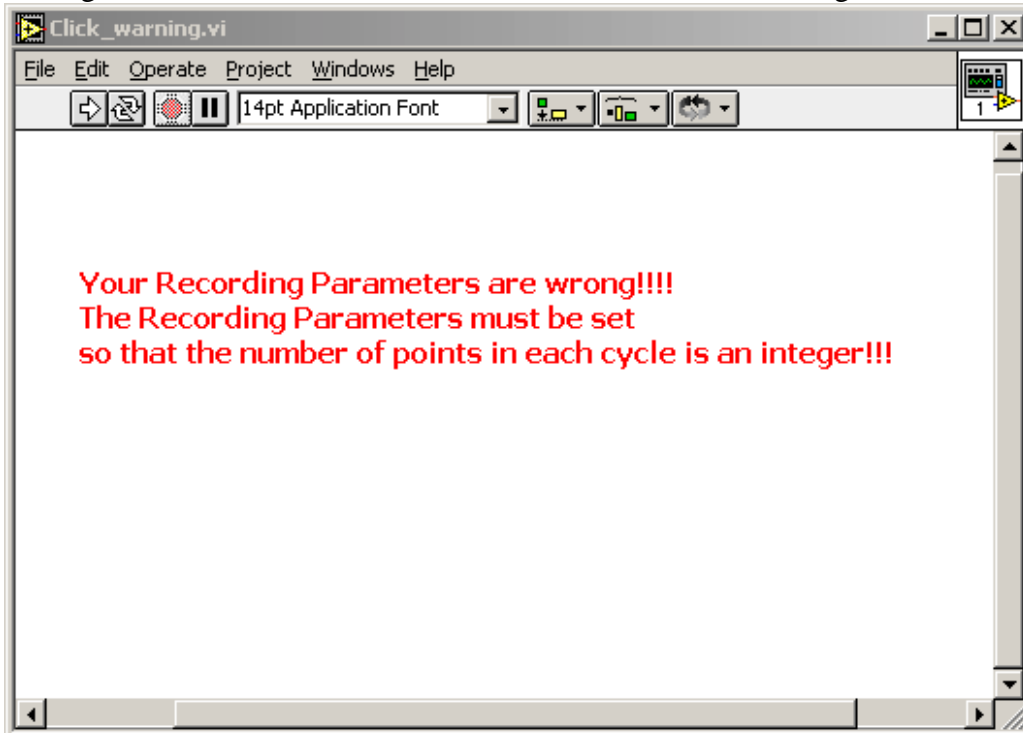 Click_warning.vi
File Edit Operate Project Windows Help
14pt Application Font
1
Your Recording Parameters are wrong!!!!
The Recording Parameters must be set
so that the number of points in each cycle is an integer!!!